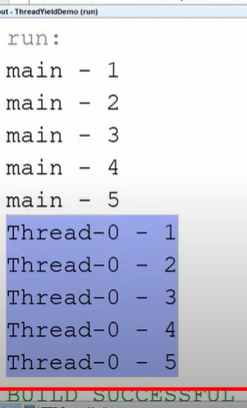 ut - ThreadYieldDemo (run)
run:
main - 1
main - 2
main - 3
main - 4
main - 5
Thread-0 - 1
Thread-0 - 2
Thread-0 - 3
Thread-0 - 4
Thread-0 - 5
BUILD SUCCESSFUL